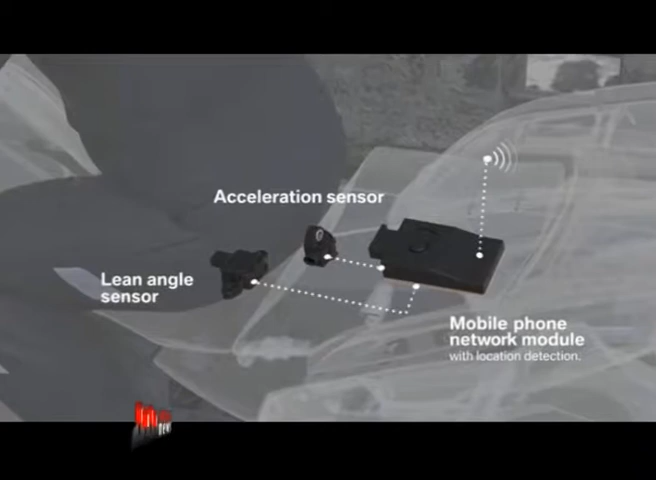 Acceleration sensor
Lean angle
sensor
Mobile phone
network module
with location detection.